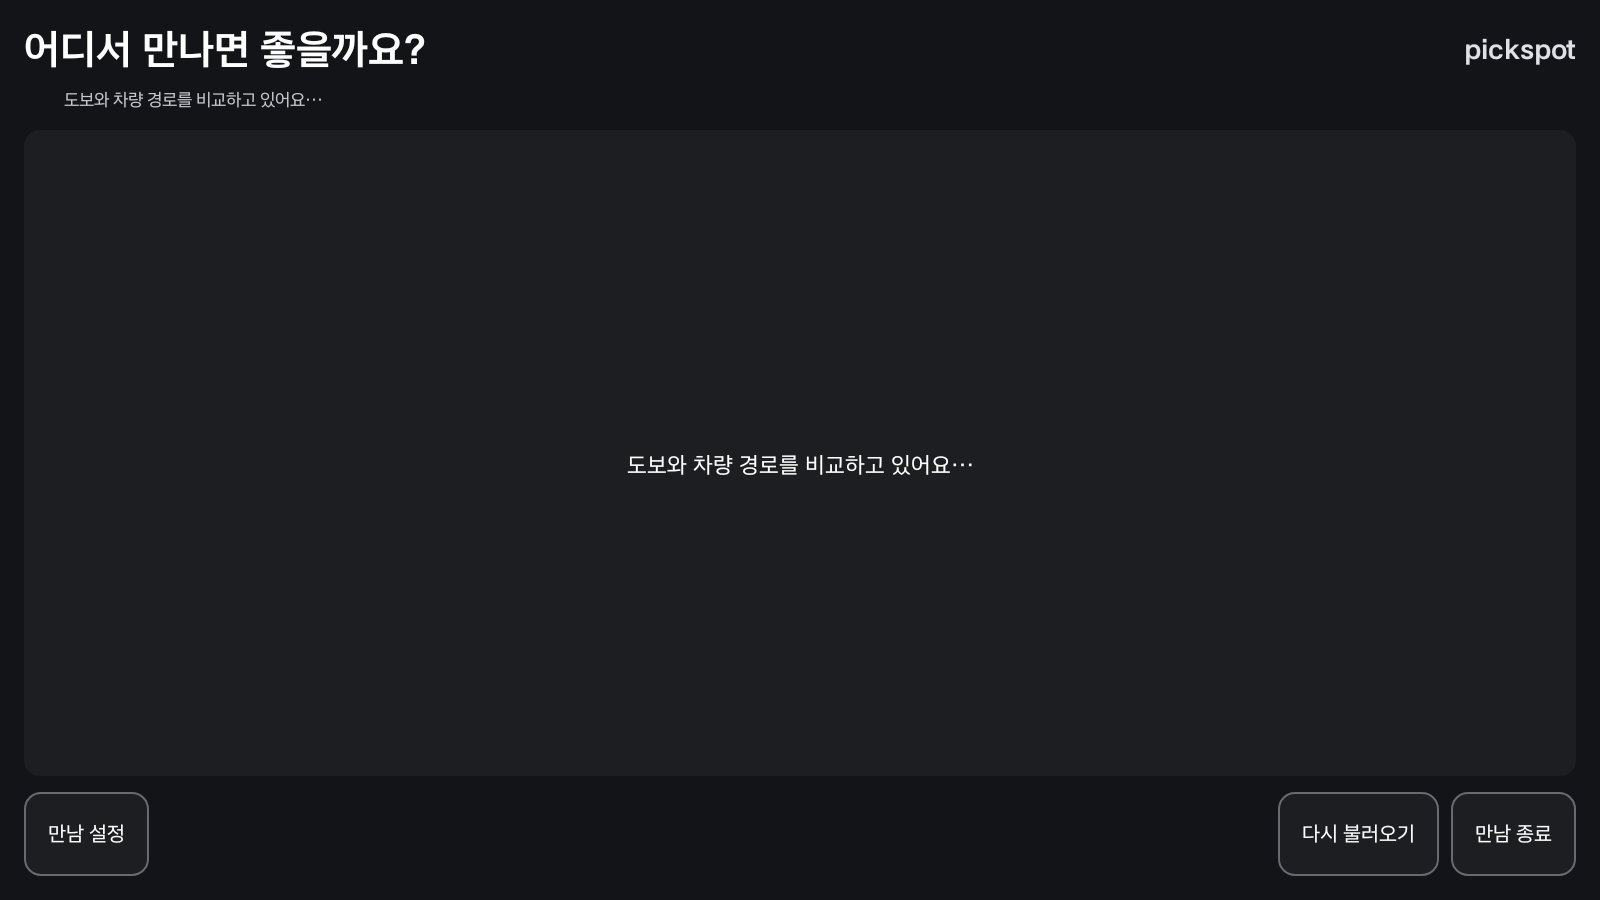 어디서 만나면 좋을까요?
pickspot
도보와 차량 경로를 비교하고 있어요…
도보와 차량 경로를 비교하고 있어요…
만남 설정
다시 불러오기
만남 종료